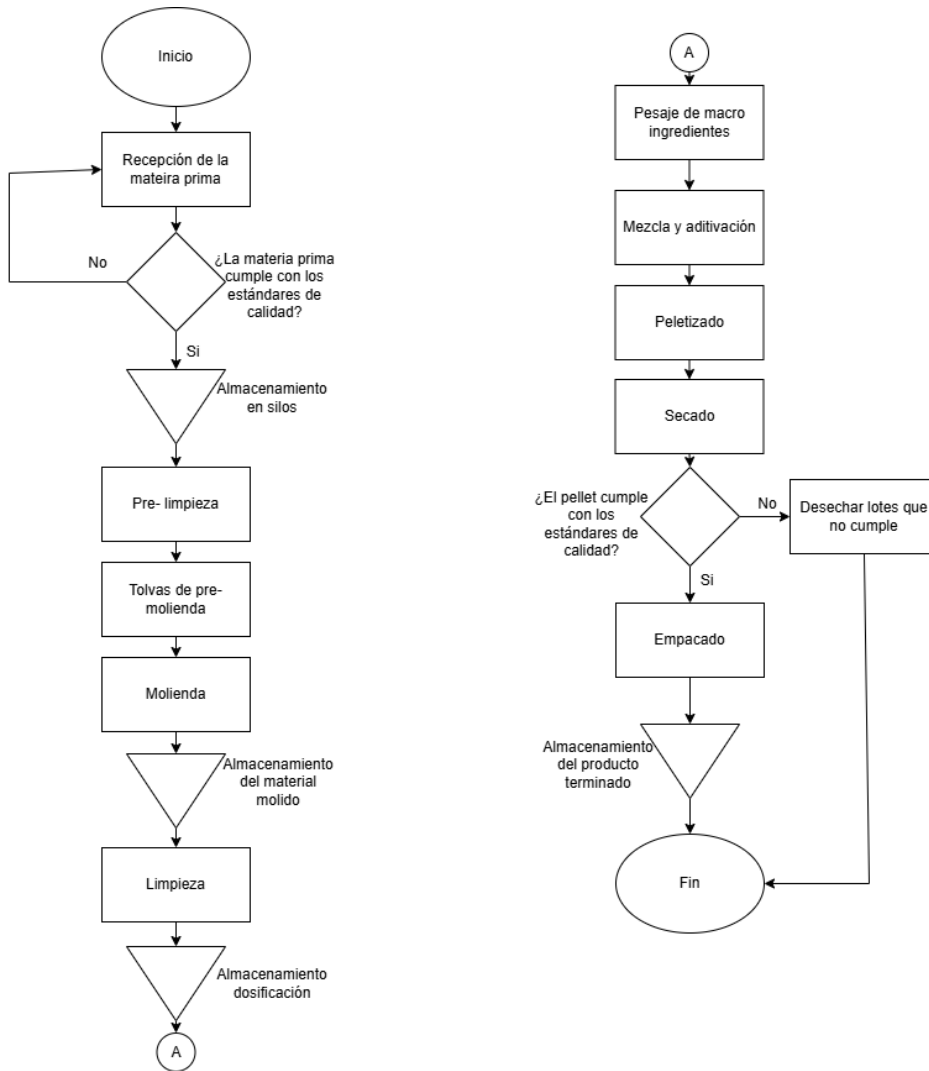 Inicio
Recepción de la
mateira prima
No
¿La materia prima
cumple con los
estándares de
calidad?
Si
Almacenamiento
en silos
Pre- limpieza
Tolvas de pre-
molienda
Molienda
Almacenamiento
del material
molido
Limpieza
Almacenamiento
dosificación
A
A
Pesaje de macro
ingredientes
Mezcla y aditivación
Peletizado
Secado
¿El pellet cumple
con los
estándares de
calidad?
No
Desechar lotes que
no cumple
Si
Empacado
Almacenamiento
del producto
terminado
Fin